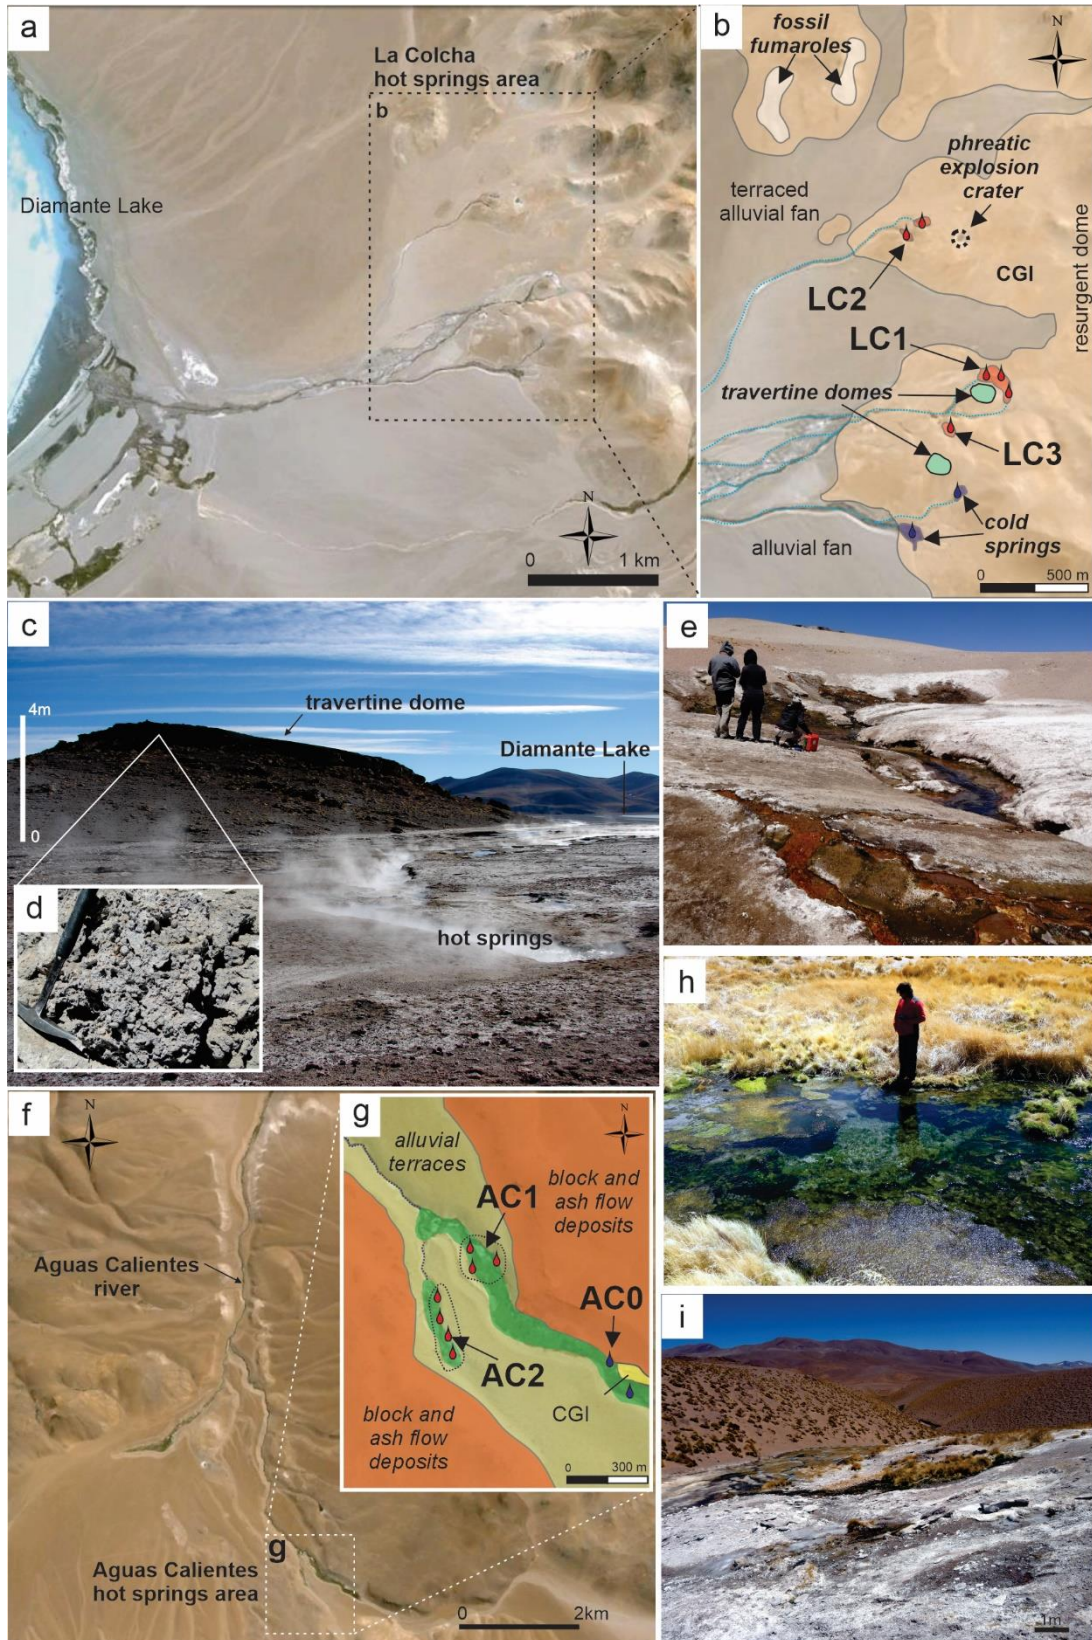 a
La Colcha
hot springs area
b
Diamante Lake
N
0 1 km
b
fossil
fumaroles
N
phreatic
explosion
crater
terraced
alluvial fan
LC2
CGI
resurgent dome
LC1
travertine domes
LC3
cold
springs
alluvial fan
0 500 m
c
4m
travertine dome
Diamante Lake
0
d
hot springs
e
h
f
N
Aguas Calientes
river
g
Aguas Calientes
hot springs area
0 2km
g
N
alluvial
terraces
block and
ash flow
deposits
AC1
AC0
AC2
CGI
block and
ash flow
deposits
0 300 m
i
1m